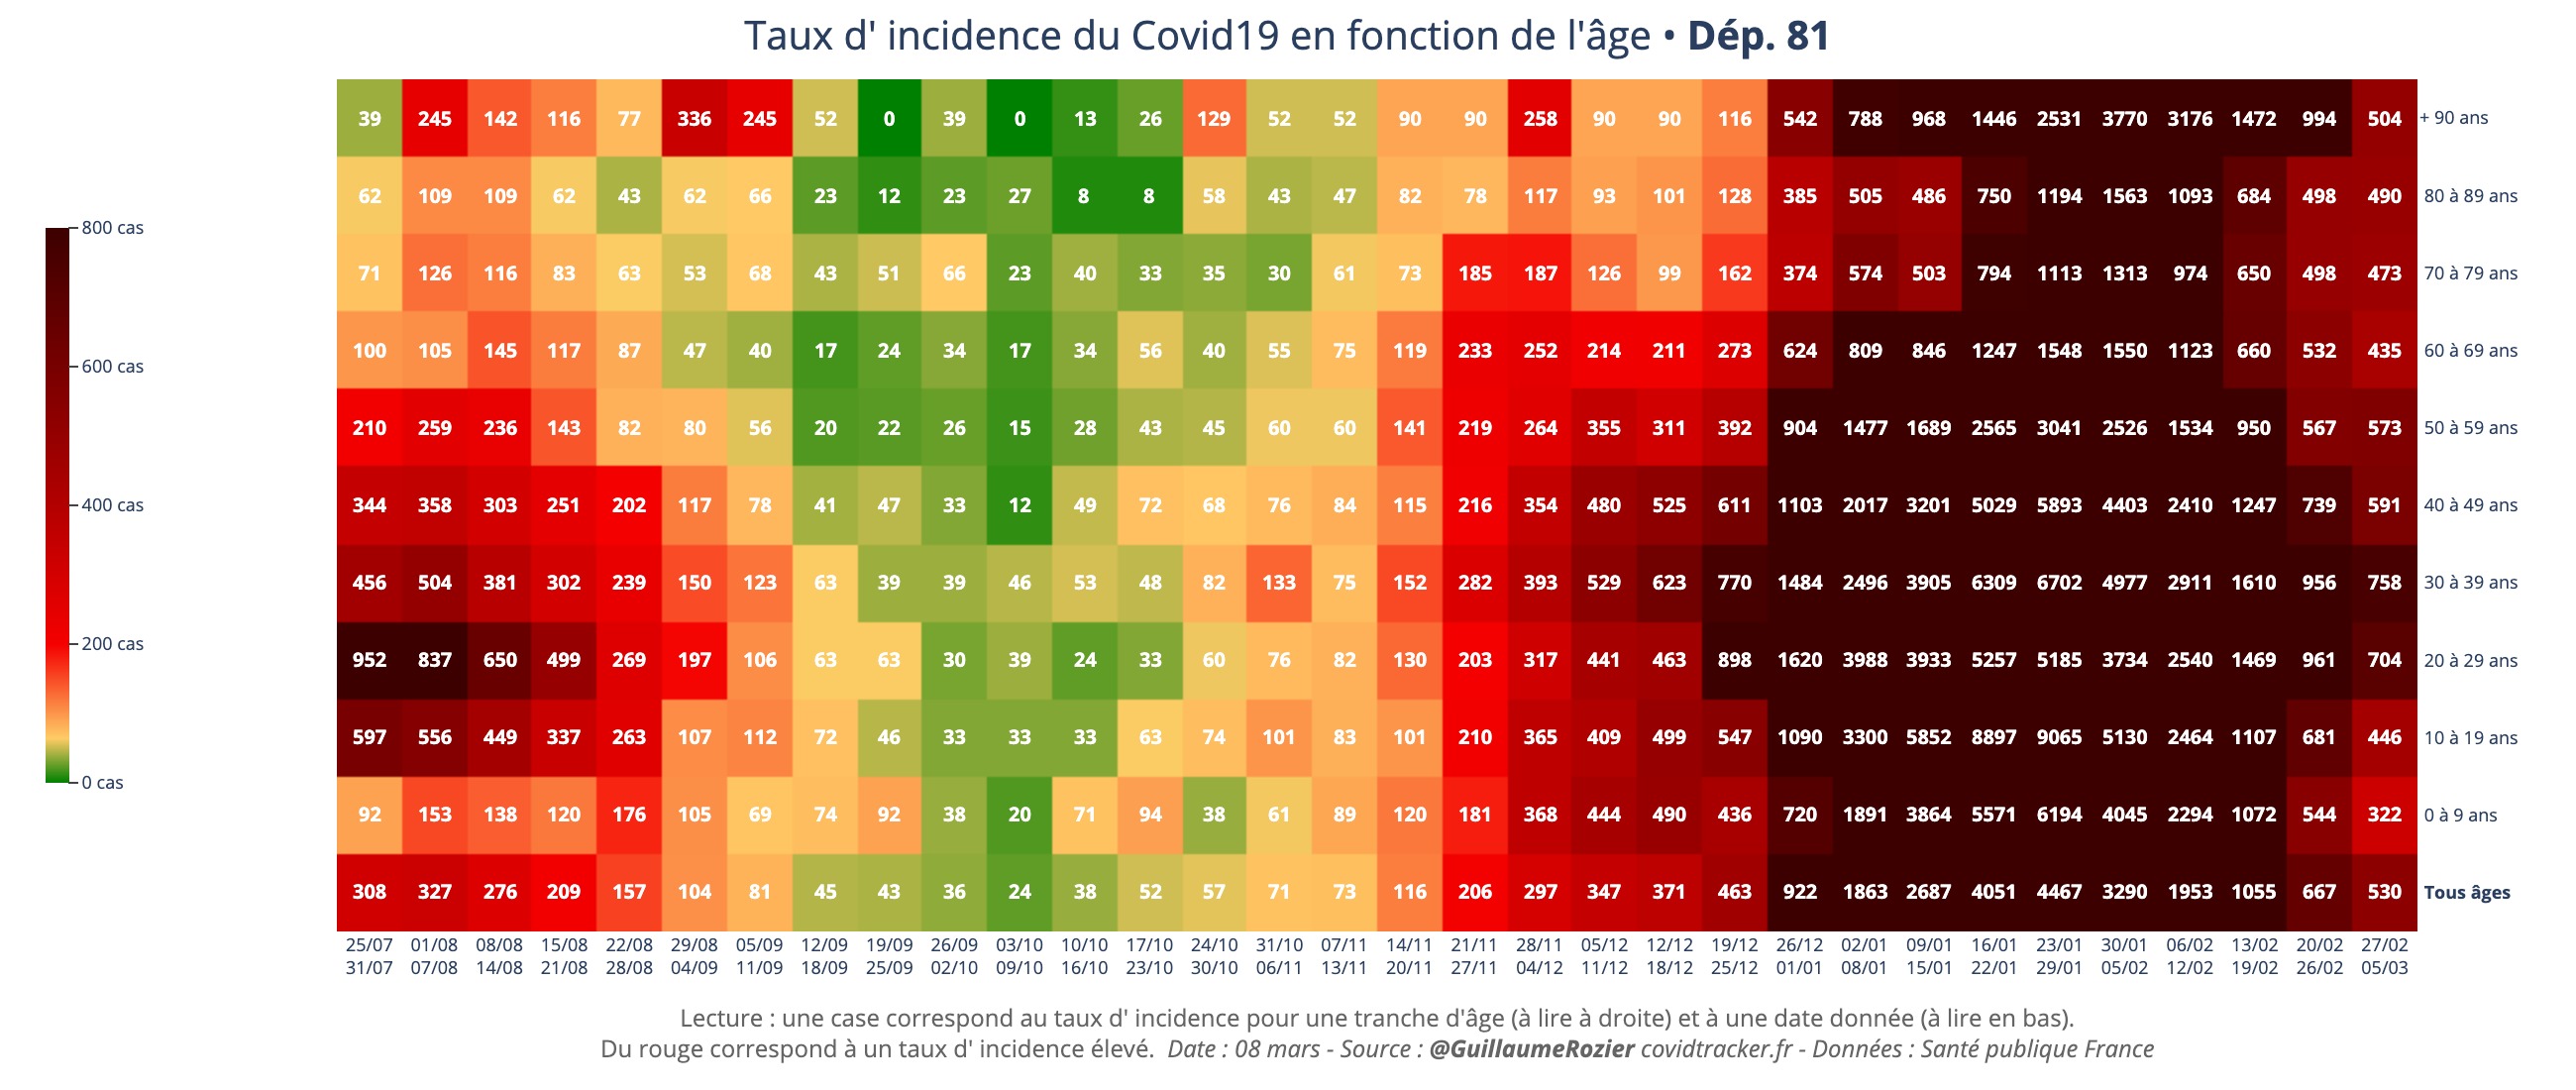 Taux d' incidence du Covid19 en fonction de l'âge • Dép. 81
39 245 142 116 77 336 245 52 0 39 0 13 26 129 52 52 90 90 258 90 90 116 542 788 968 1446 2531 3770 3176 1472 994 504 + 90 ans
62 109 109 62 43 62 66 23 12 23 27 8 8 58 43 47 82 78 117 93 101 128 385 505 486 750 1194 1563 1093 684 498 490 80 à 89 ans
800 cas
71 126 116 83 63 53 68 43 51 66 23 40 33 35 30 61 73 185 187 126 99 162 374 574 503 794 1113 1313 974 650 498 473 70 à 79 ans
100 105 145 117 87 47 40 17 24 34 17 34 56 40 55 75 119 233 252 214 211 273 624 809 846 1247 1548 1550 1123 660 532 435 60 à 69 ans
600 cas
210 259 236 143 82 80 56 20 22 26 15 28 43 45 60 60 141 219 264 355 311 392 904 1477 1689 2565 3041 2526 1534 950 567 573 50 à 59 ans
400 cas
344 358 303 251 202 117 78 41 47 33 12 49 72 68 76 84 115 216 354 480 525 611 1103 2017 3201 5029 5893 4403 2410 1247 739 591 40 à 49 ans
456 504 381 302 239 150 123 63 39 39 46 53 48 82 133 75 152 282 393 529 623 770 1484 2496 3905 6309 6702 4977 2911 1610 956 758 30 à 39 ans
200 cas
952 837 650 499 269 197 106 63 63 30 39 24 33 60 76 82 130 203 317 441 463 898 1620 3988 3933 5257 5185 3734 2540 1469 961 704 20 à 29 ans
597 556 449 337 263 107 112 72 46 33 33 33 63 74 101 83 101 210 365 409 499 547 1090 3300 5852 8897 9065 5130 2464 1107 681 446 10 à 19 ans
0 cas
92 153 138 120 176 105 69 74 92 38 20 71 94 38 61 89 120 181 368 444 490 436 720 1891 3864 5571 6194 4045 2294 1072 544 322 0 à 9 ans
308 327 276 209 157 104 81 45 43 36 24 38 52 57 71 73 116 206 297 347 371 463 922 1863 2687 4051 4467 3290 1953 1055 667 530 Tous âges
25/07 01/08 08/08 15/08 22/08 29/08 05/09 12/09 19/09 26/09 03/10 10/10 17/10 24/10 31/10 07/11 14/11 21/11 28/11 05/12 12/12 19/12 26/12 02/01 09/01 16/01 23/01 30/01 06/02 13/02 20/02 27/02
31/07 07/08 14/08 21/08 28/08 04/09 11/09 18/09 25/09 02/10 09/10 16/10 23/10 30/10 06/11 13/11 20/11 27/11 04/12 11/12 18/12 25/12 01/01 08/01 15/01 22/01 29/01 05/02 12/02 19/02 26/02 05/03
Lecture : une case correspond au taux d' incidence pour une tranche d'âge (à lire à droite) et à une date donnée (à lire en bas).
Du rouge correspond à un taux d' incidence élevé. Date : 08 mars - Source : @GuillaumeRozier covidtracker.fr - Données : Santé publique France